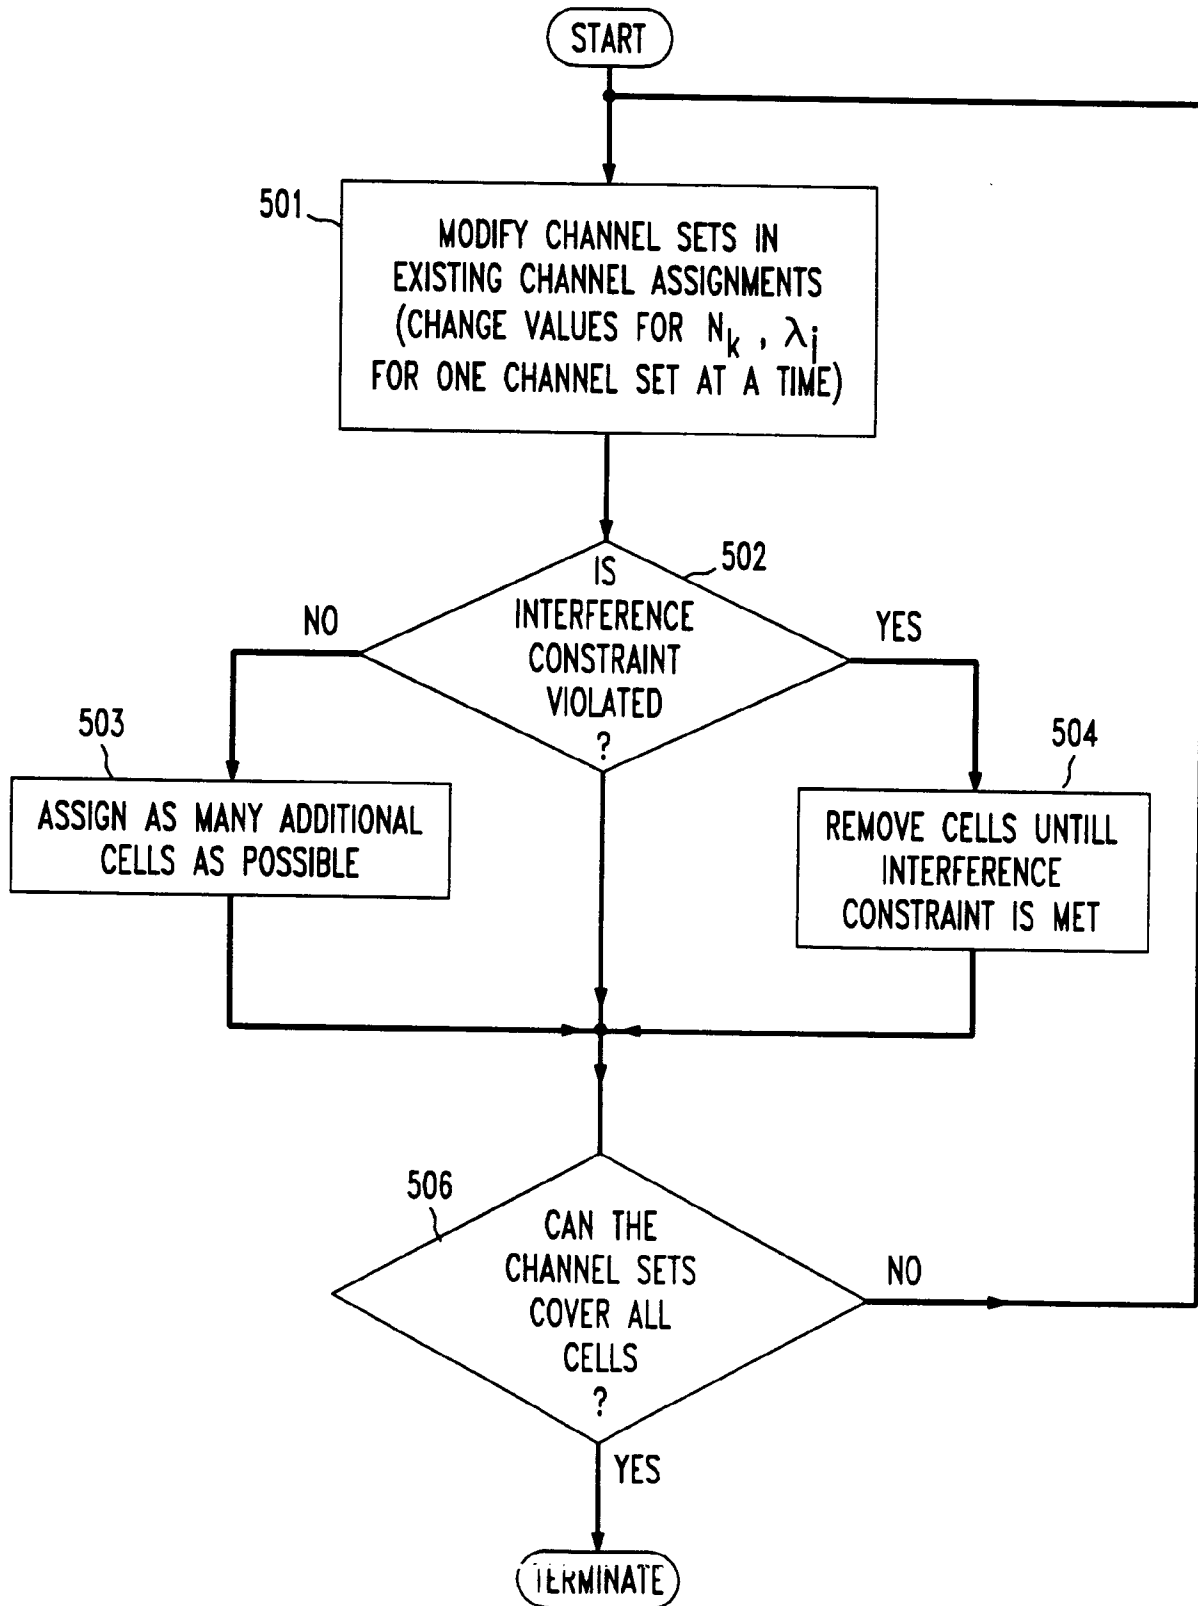 START
501
MODIFY CHANNEL SETS IN
EXISTING CHANNEL ASSIGNMENTS
(CHANGE VALUES FOR Nk , λj
FOR ONE CHANNEL SET AT A TIME)
502
IS
INTERFERENCE
CONSTRAINT
VIOLATED
?
NO
YES
503
ASSIGN AS MANY ADDITIONAL
CELLS AS POSSIBLE
504
REMOVE CELLS UNTILL
INTERFERENCE
CONSTRAINT IS MET
506
CAN THE
CHANNEL SETS
COVER ALL
CELLS
?
NO
YES
TERMINATE